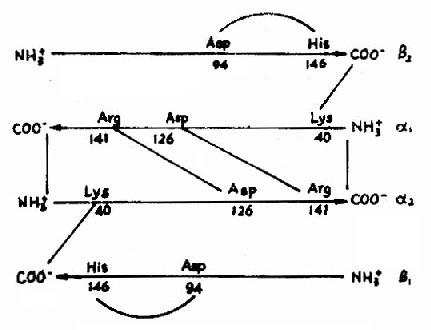 Asp His
NH₃⁺ COO⁻ β₂
94 146
Arg Asp Lys
COO⁻ NH₃⁺ α₁
141 126 40
Lys Asp Arg
NH₃⁺ COO⁻ α₂
40 126 141
His Asp
COO⁻ NH₃⁺ β₁
146 94